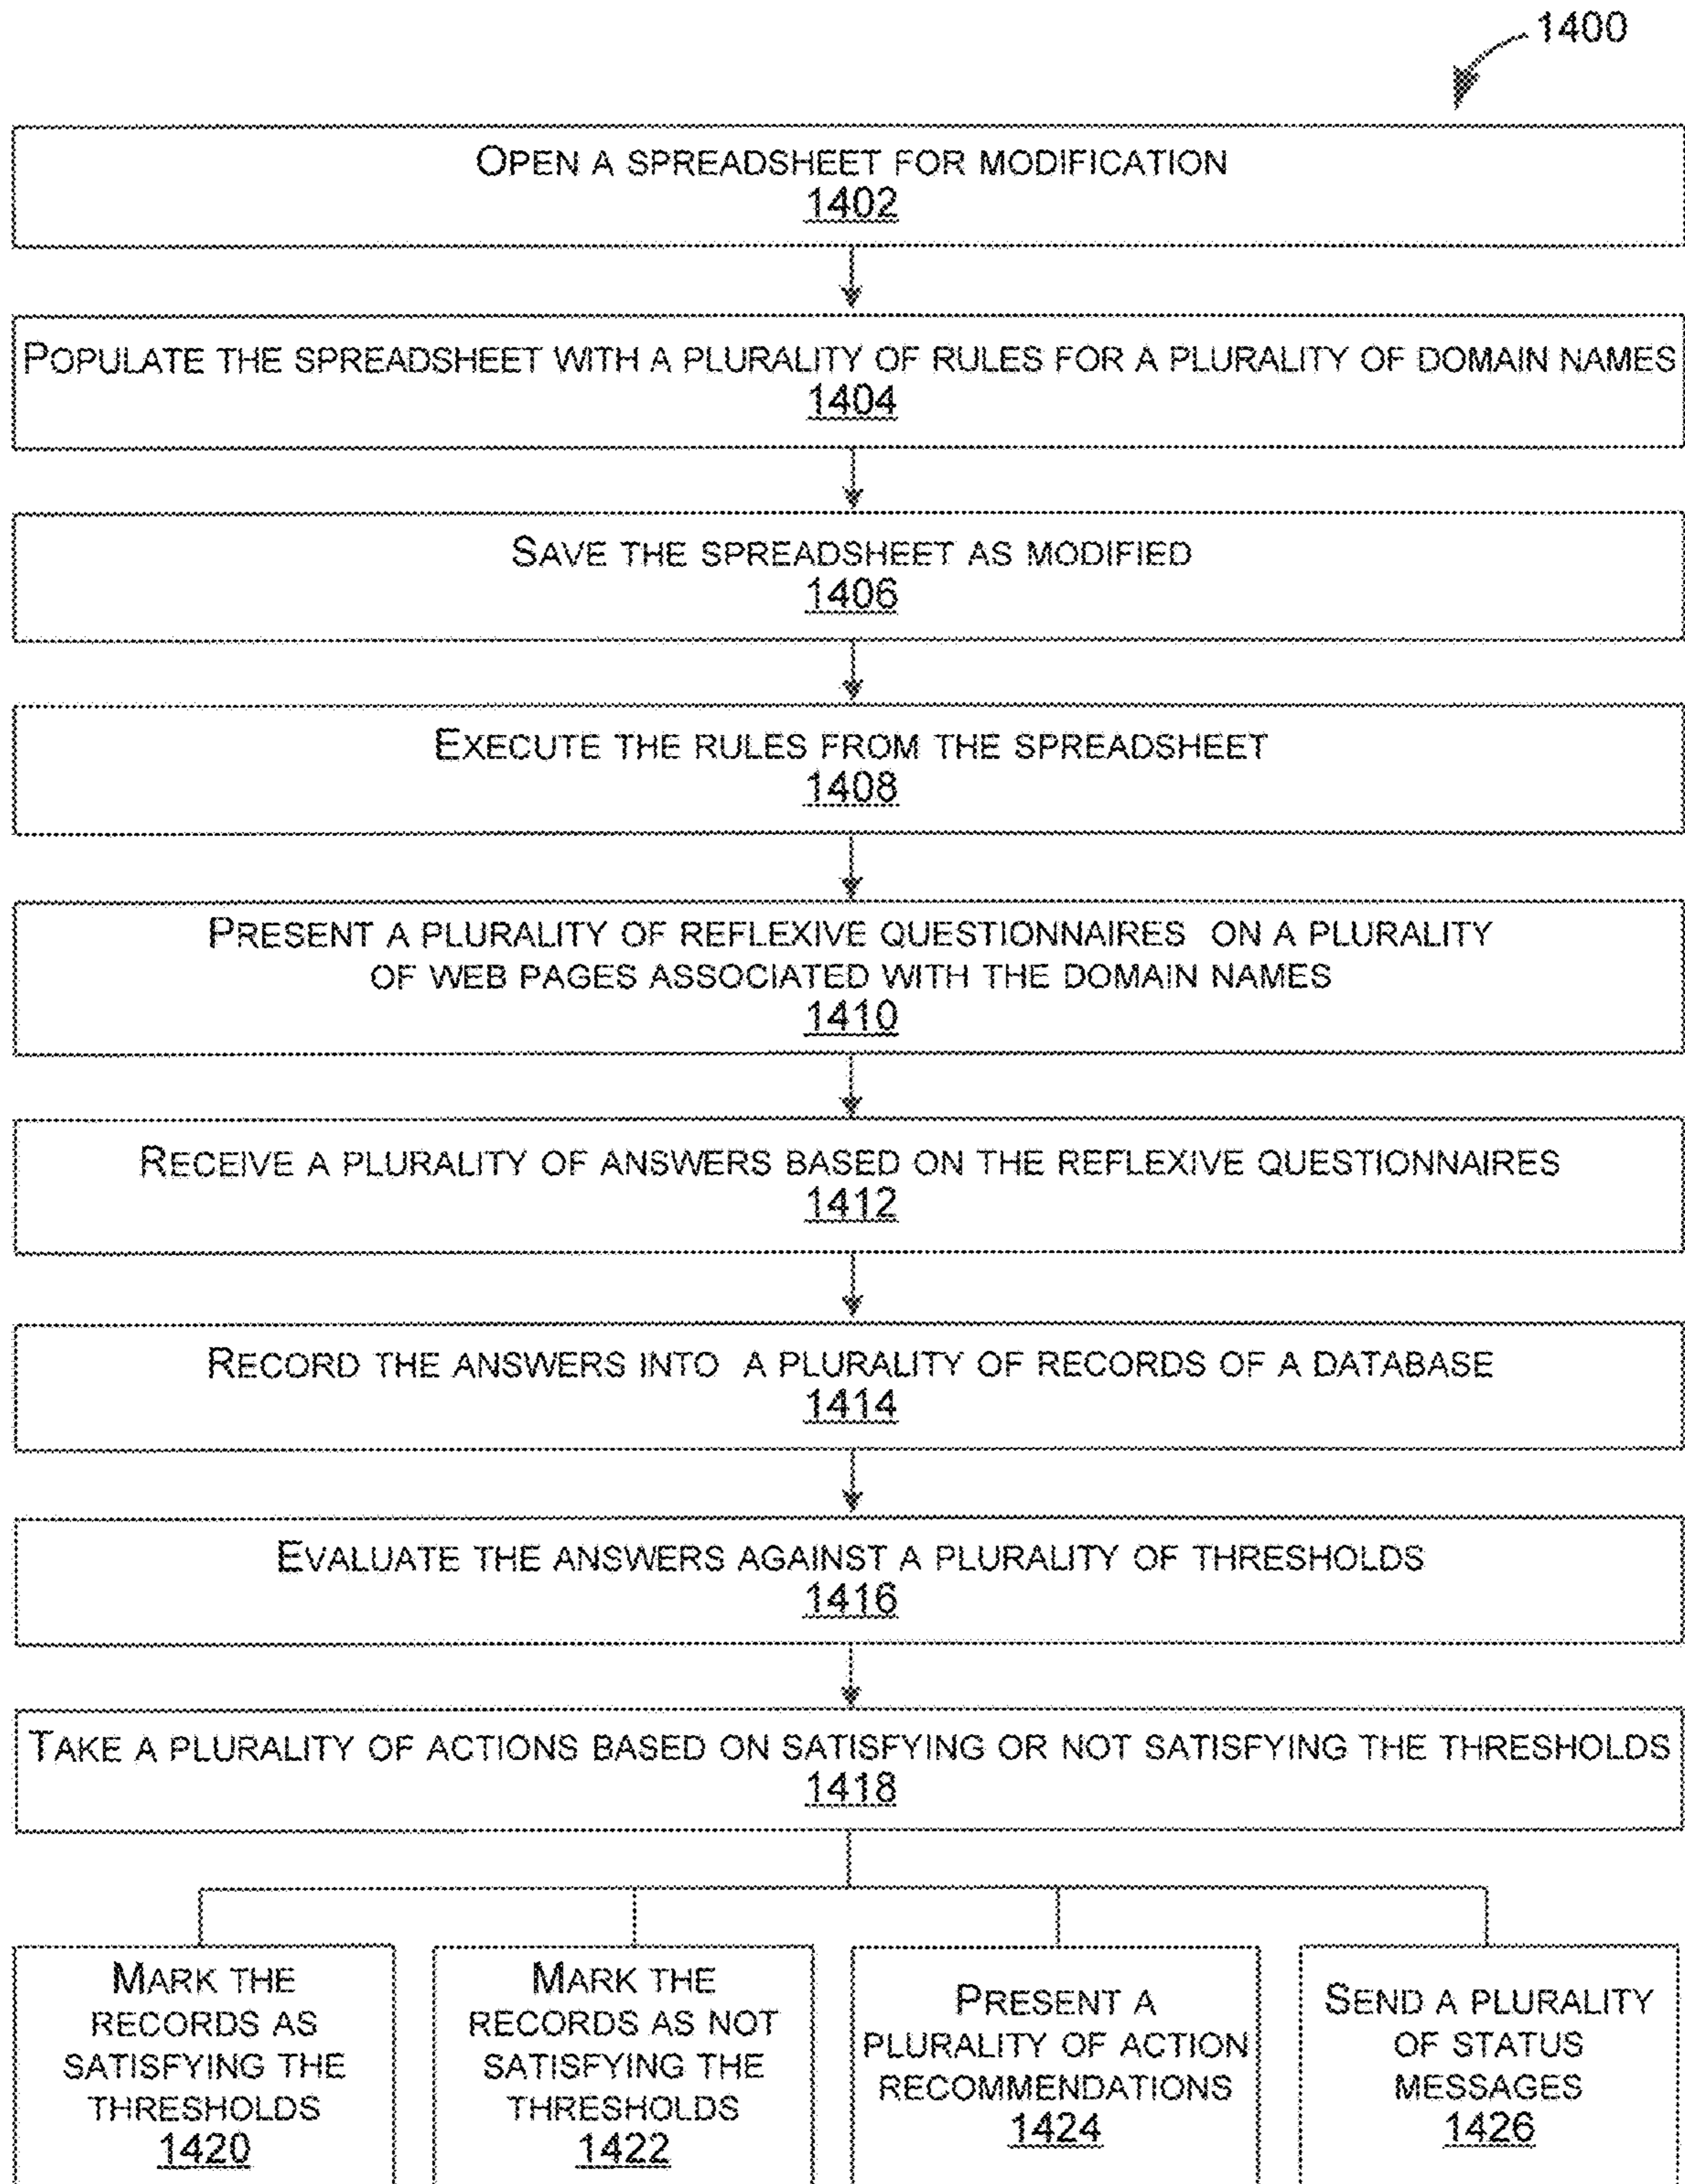 1400
OPEN A SPREADSHEET FOR MODIFICATION
1402
POPULATE THE SPREADSHEET WITH A PLURALITY OF RULES FOR A PLURALITY OF DOMAIN NAMES
1404
SAVE THE SPREADSHEET AS MODIFIED
1406
EXECUTE THE RULES FROM THE SPREADSHEET
1408
PRESENT A PLURALITY OF REFLEXIVE QUESTIONNAIRES ON A PLURALITY
OF WEB PAGES ASSOCIATED WITH THE DOMAIN NAMES
1410
RECEIVE A PLURALITY OF ANSWERS BASED ON THE REFLEXIVE QUESTIONNAIRES
1412
RECORD THE ANSWERS INTO A PLURALITY OF RECORDS OF A DATABASE
1414
EVALUATE THE ANSWERS AGAINST A PLURALITY OF THRESHOLDS
1416
TAKE A PLURALITY OF ACTIONS BASED ON SATISFYING OR NOT SATISFYING THE THRESHOLDS
1418
MARK THE
RECORDS AS
SATISFYING THE
THRESHOLDS
1420
MARK THE
RECORDS AS NOT
SATISFYING THE
THRESHOLDS
1422
PRESENT A
PLURALITY OF ACTION
RECOMMENDATIONS
1424
SEND A PLURALITY
OF STATUS
MESSAGES
1426